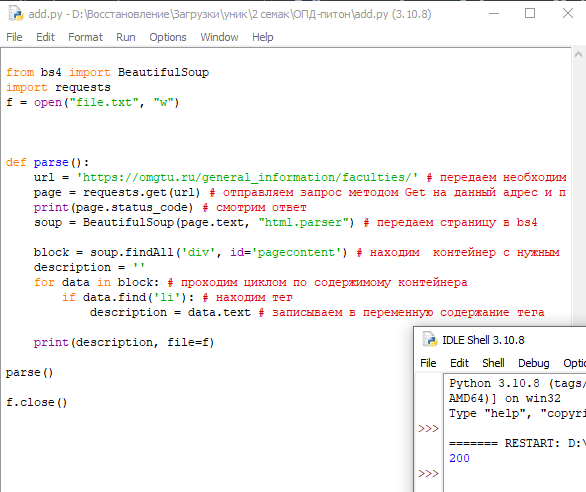 add.py - D:\Восстановление\Загрузки\уник\2 семак\ОПД-питон\add.py (3.10.8)
File Edit Format Run Options Window Help
from bs4 import BeautifulSoup
import requests
f = open("file.txt", "w")
def parse():
    url = 'https://omgtu.ru/general_information/faculties/' # передаем необходим
    page = requests.get(url) # отправляем запрос методом Get на данный адрес и п
    print(page.status_code) # смотрим ответ
    soup = BeautifulSoup(page.text, "html.parser") # передаем страницу в bs4
    block = soup.findAll('div', id='pagecontent') # находим  контейнер с нужным
    description = ''
    for data in block: # проходим циклом по содержимому контейнера
        if data.find('li'): # находим тег
            description = data.text # записываем в переменную содержание тега
    print(description, file=f)
parse()
f.close()
IDLE Shell 3.10.8
File Edit Shell Debug Optio
Python 3.10.8 (tags/
AMD64)] on win32
Type "help", "copyri
>>>
======= RESTART: D:\
200
>>>